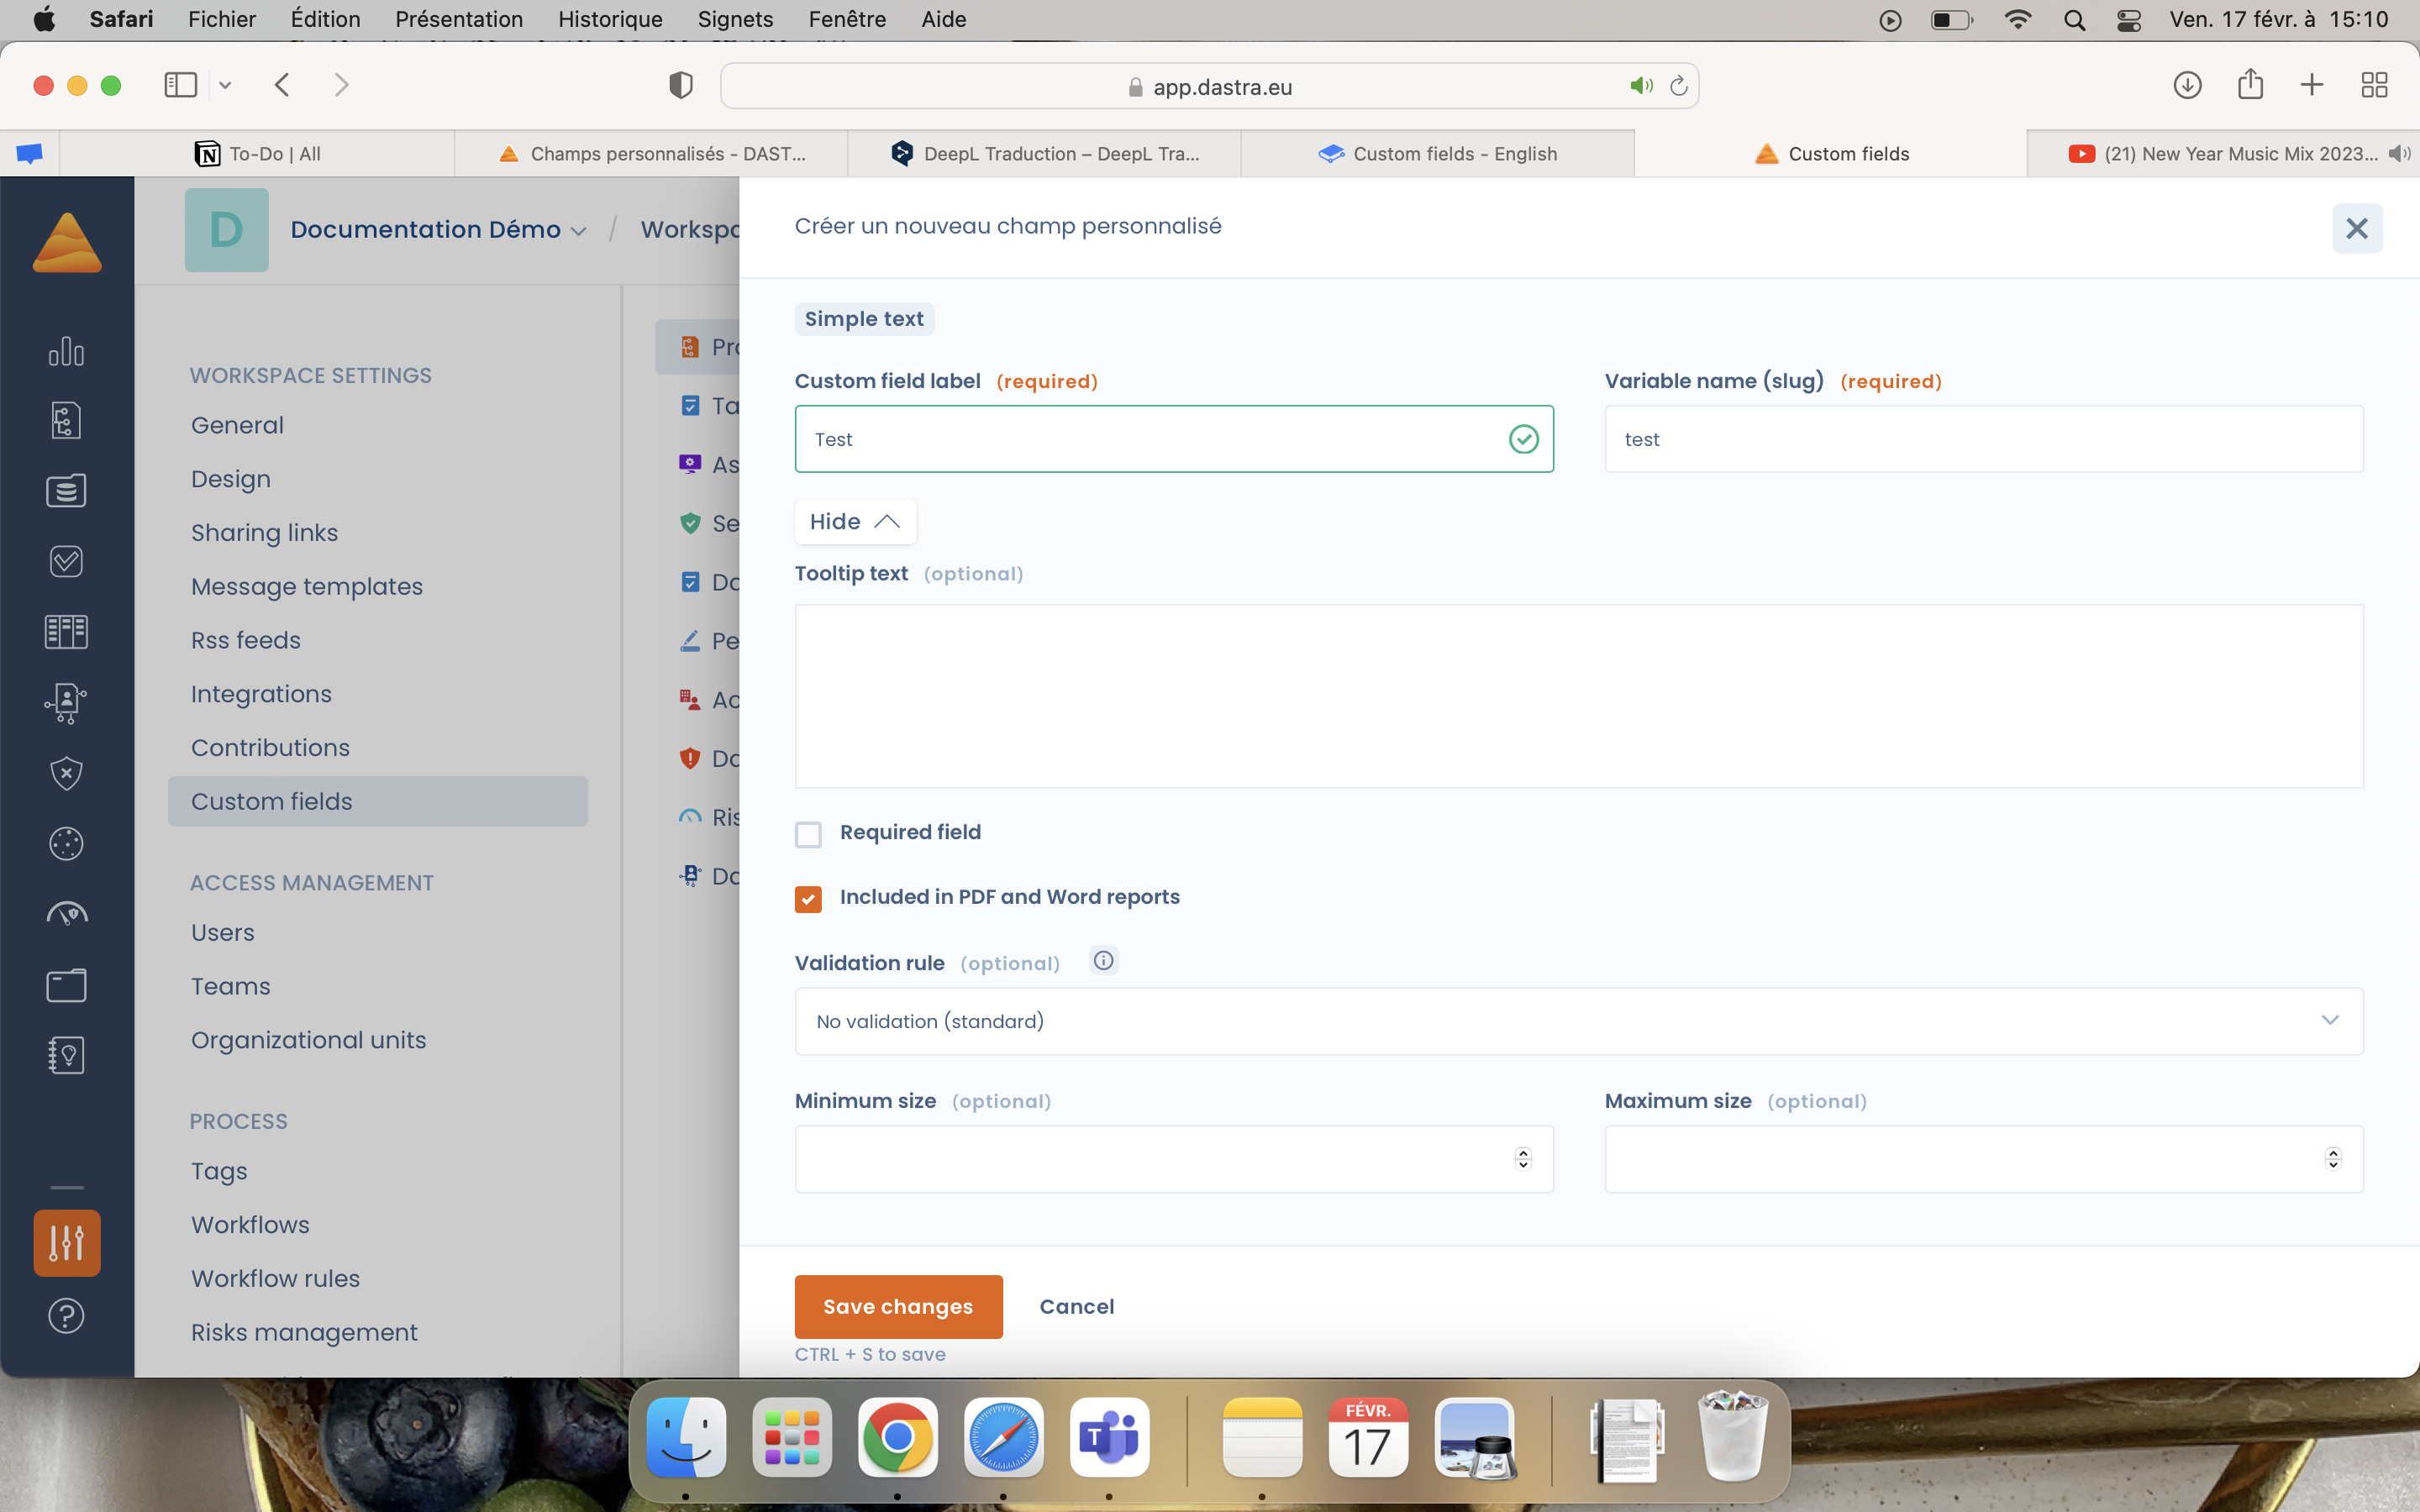 Safari Fichier Édition Présentation Historique Signets Fenêtre Aide Ven. 17 févr. à 15:10
app.dastra.eu
To-Do | All
Champs personnalisés - DAST...
DeepL Traduction – DeepL Tra...
Custom fields - English
Custom fields
(21) New Year Music Mix 2023...
D
Documentation Démo / Workspa
WORKSPACE SETTINGS
General
Design
Sharing links
Message templates
Rss feeds
Integrations
Contributions
Custom fields
ACCESS MANAGEMENT
Users
Teams
Organizational units
PROCESS
Tags
Workflows
Workflow rules
Risks management
Pro
Ta
As
Se
Da
Pe
Ac
Da
Ris
Da
Créer un nouveau champ personnalisé
Simple text
Custom field label (required)
Variable name (slug) (required)
Test
test
Hide
Tooltip text (optional)
Required field
Included in PDF and Word reports
Validation rule (optional)
No validation (standard)
Minimum size (optional)
Maximum size (optional)
Save changes
Cancel
CTRL + S to save
T
FÉVR.
17